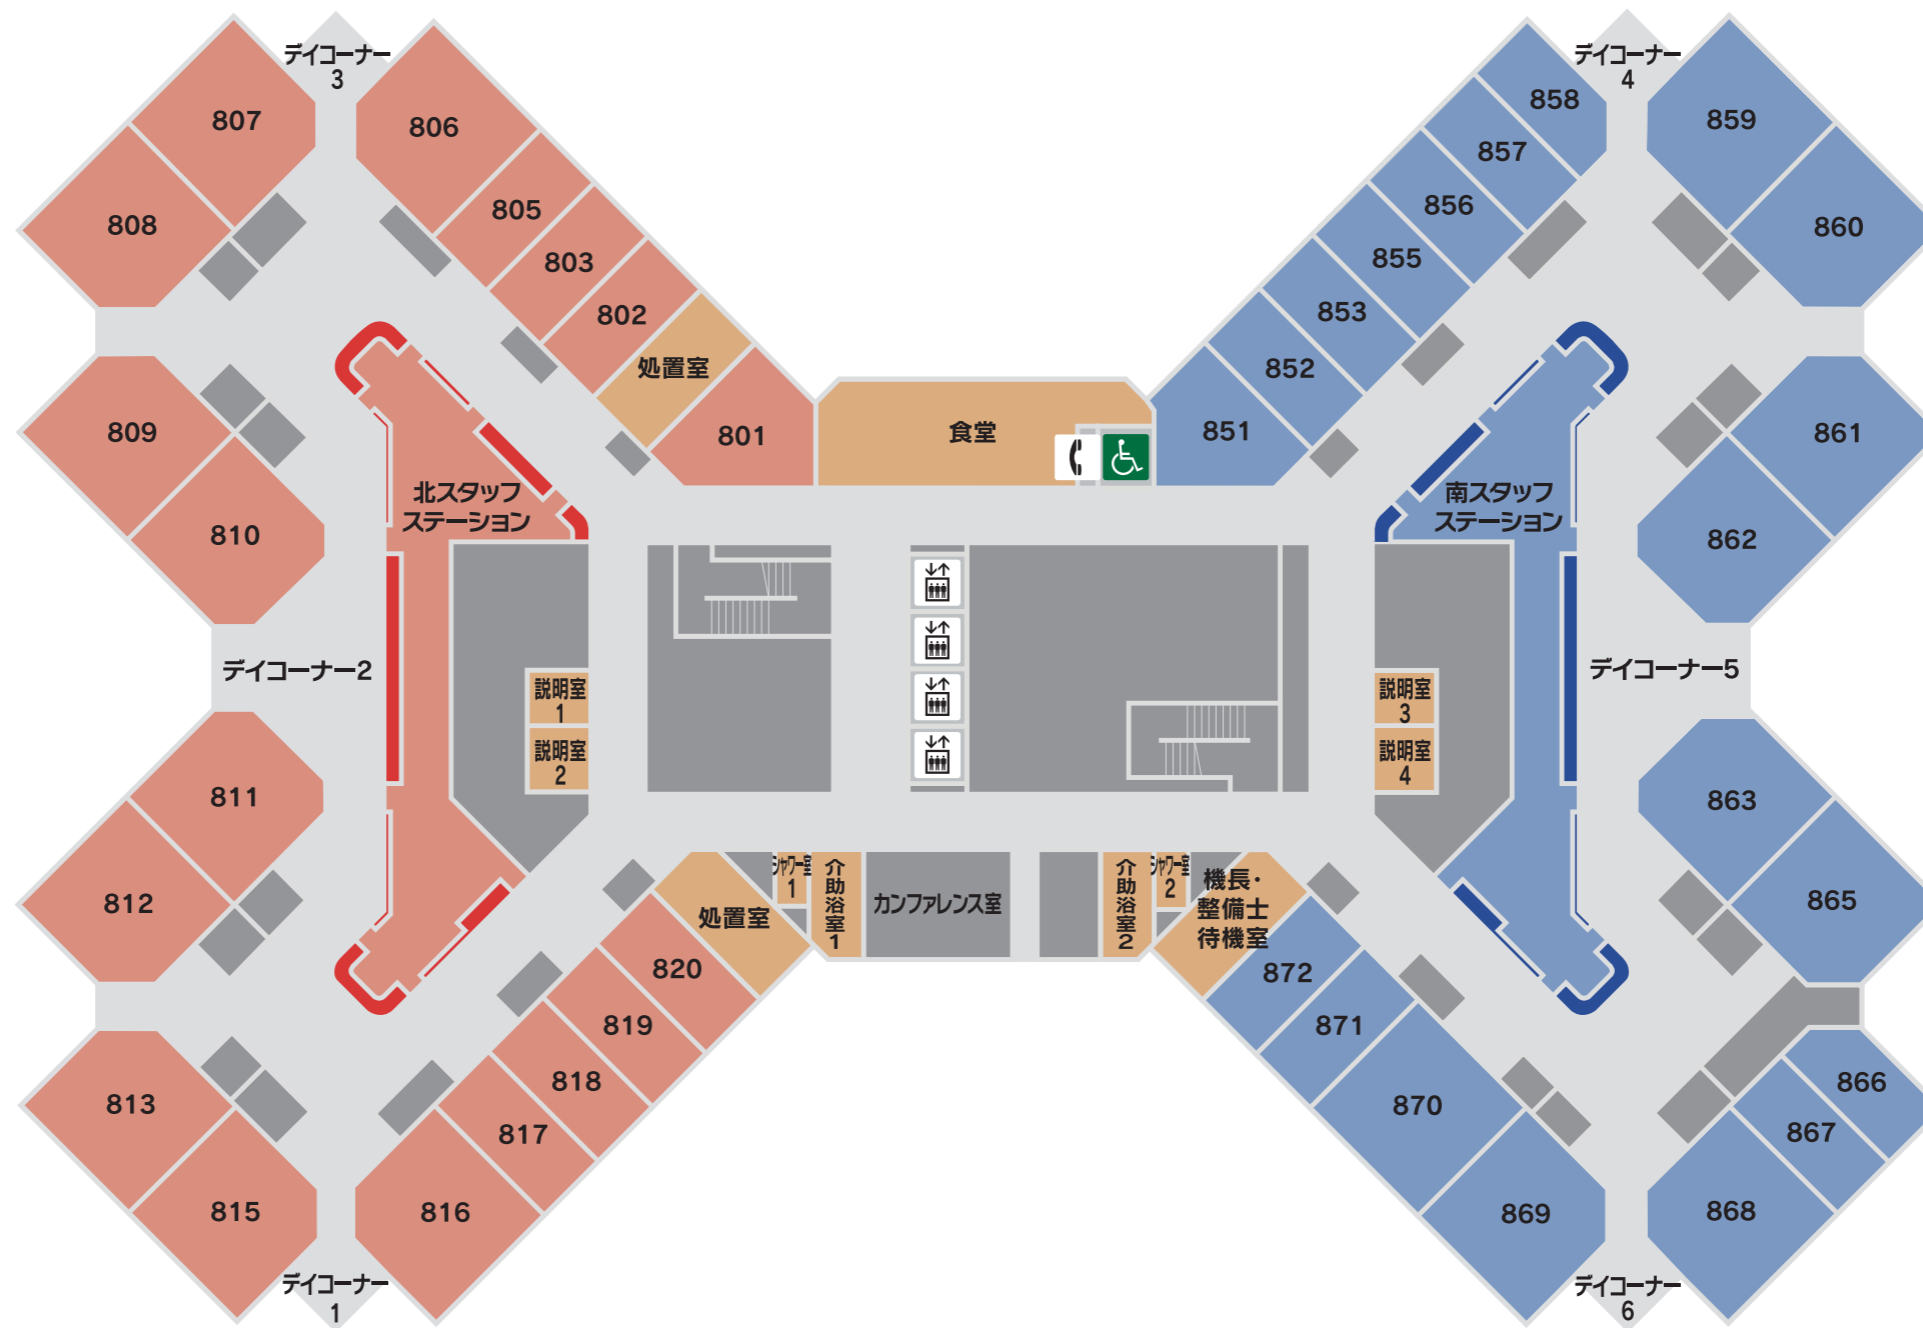 デイコーナー
3
デイコーナー
4
807
806
858
859
808
805
857
860
803
856
802
855
処置室
853
809
801
食堂
852
851
861
810
北スタッフ
ステーション
南スタッフ
ステーション
862
デイコーナー2
説明室
1
説明室
2
説明室
3
説明室
4
デイコーナー5
811
863
812
処置室
シャワー室
1
介助浴室1
カンファレンス室
介助浴室2
シャワー室
2
機長・
整備士
待機室
865
820
872
819
871
813
818
870
866
817
867
815
816
869
868
デイコーナー
1
デイコーナー
6